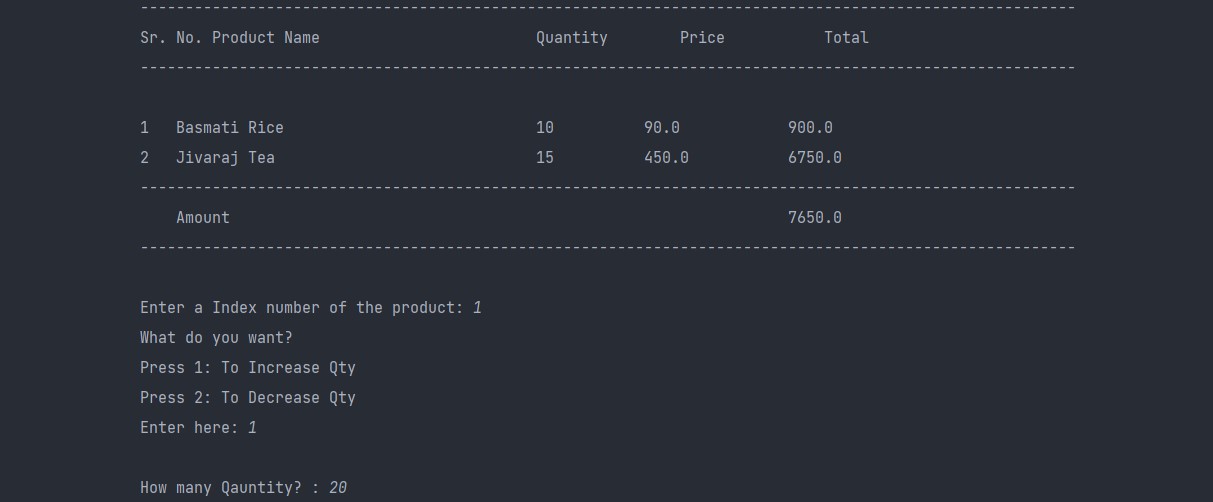 Sr. No. Product Name Quantity Price Total
1 Basmati Rice 10 90.0 900.0
2 Jivaraj Tea 15 450.0 6750.0
Amount 7650.0
Enter a Index number of the product: 1
What do you want?
Press 1: To Increase Qty
Press 2: To Decrease Qty
Enter here: 1
How many Qauntity? : 20